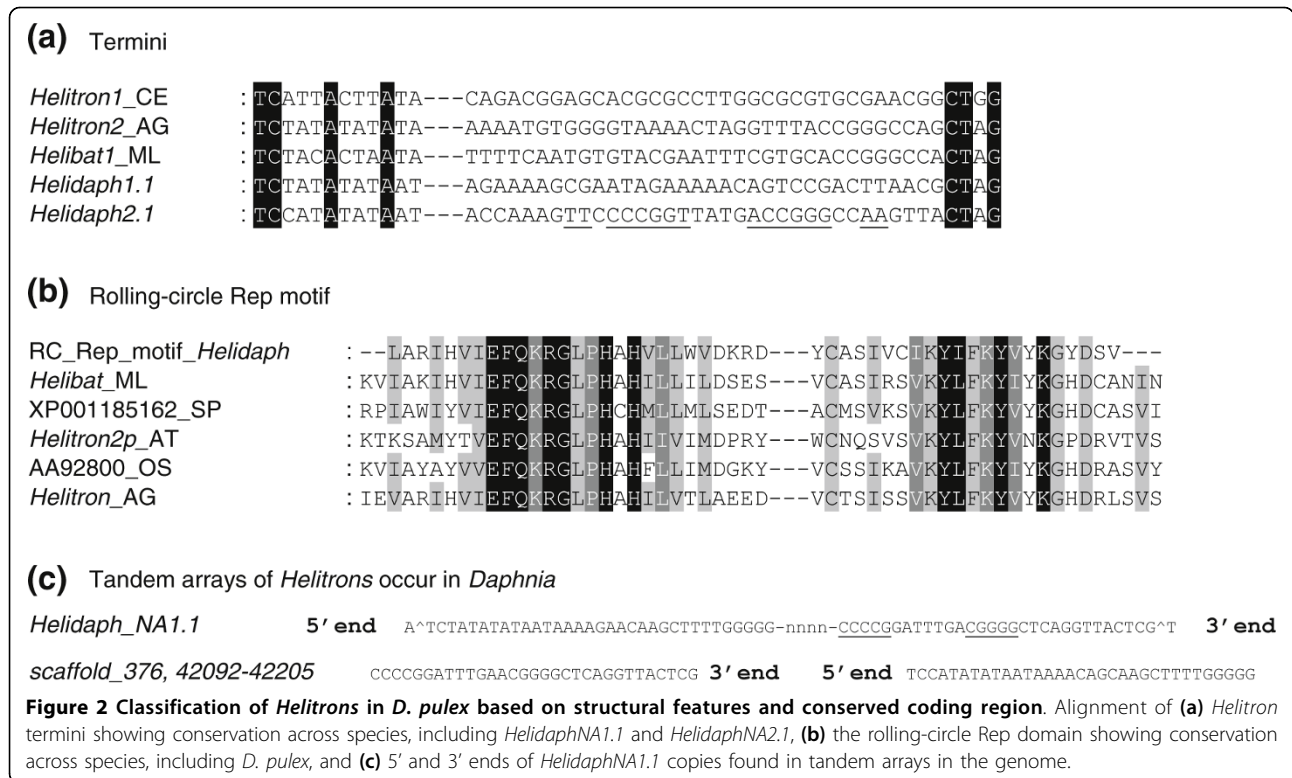 (a) Termini
Helitron1_CE : TCATTACTTATA---CAGACGGAGCACGCGCCTTGGCGCGTGCGAACGGCTGG
Helitron2_AG : TCTATATATATA---AAAATGTGGGGTAAAACTAGGTTTACCGGGCCAGCTAG
Helibat1_ML : TCTACACTAATA---TTTTCAATGTGTACGAATTTCGTGCACCGGGCCACTAG
Helidaph1.1 : TCTATATATAAT---AGAAAAGCGAATAGAAAAACAGTCCGACTTAACGCTAG
Helidaph2.1 : TCCATATATAAT---ACCAAAGTTCCCCCGGTTATGACCGGGCCAAGTTACTAG
(b) Rolling-circle Rep motif
RC_Rep_motif_Helidaph : --LARIHVIEFQKRGLPHAHVLLWVDKRD---YCASIVCIKYIFKYVYKGYDSV---
Helibat_ML : KVIAKIHVIEFQKRGLPHAHILLILDSES---VCASIRSVKYLFKYIYKGHDCANIN
XP001185162_SP : RPIAWIYVIEFQKRGLPHCHMLLMLSEDT---ACMSVKSVKYLFKYVYKGHDCASVI
Helitron2p_AT : KTKSAMYTVEFQKRGLPHAHIIVIMDPRY---WCNQSVSVKYLFKYVNKGPDRVTVS
AA92800_OS : KVIAYAYVVEFQKRGLPHAHFLLIMDGKY---VCSSIKAVKYLFKYIYKGHDRASVY
Helitron_AG : IEVARIHVIEFQKRGLPHAHILVTLAEED---VCTSISSVKYLFKYVYKGHDRLSVS
(c) Tandem arrays of Helitrons occur in Daphnia
Helidaph_NA1.1 5' end A^TCTATATATAATAAAAGAACAAGCTTTTGGGGG-nnnn-CCCCGGATTTGACGGGGCTCAGGTTACTCG^T 3' end
scaffold_376, 42092-42205 CCCCGGATTTGAACGGGGCTCAGGTTACTCG 3' end 5' end TCCATATATAATAAAACAGCAAGCTTTTGGGGG
Figure 2 Classification of Helitrons in D. pulex based on structural features and conserved coding region. Alignment of (a) Helitron
termini showing conservation across species, including HelidaphNA1.1 and HelidaphNA2.1, (b) the rolling-circle Rep domain showing conservation
across species, including D. pulex, and (c) 5' and 3' ends of HelidaphNA1.1 copies found in tandem arrays in the genome.